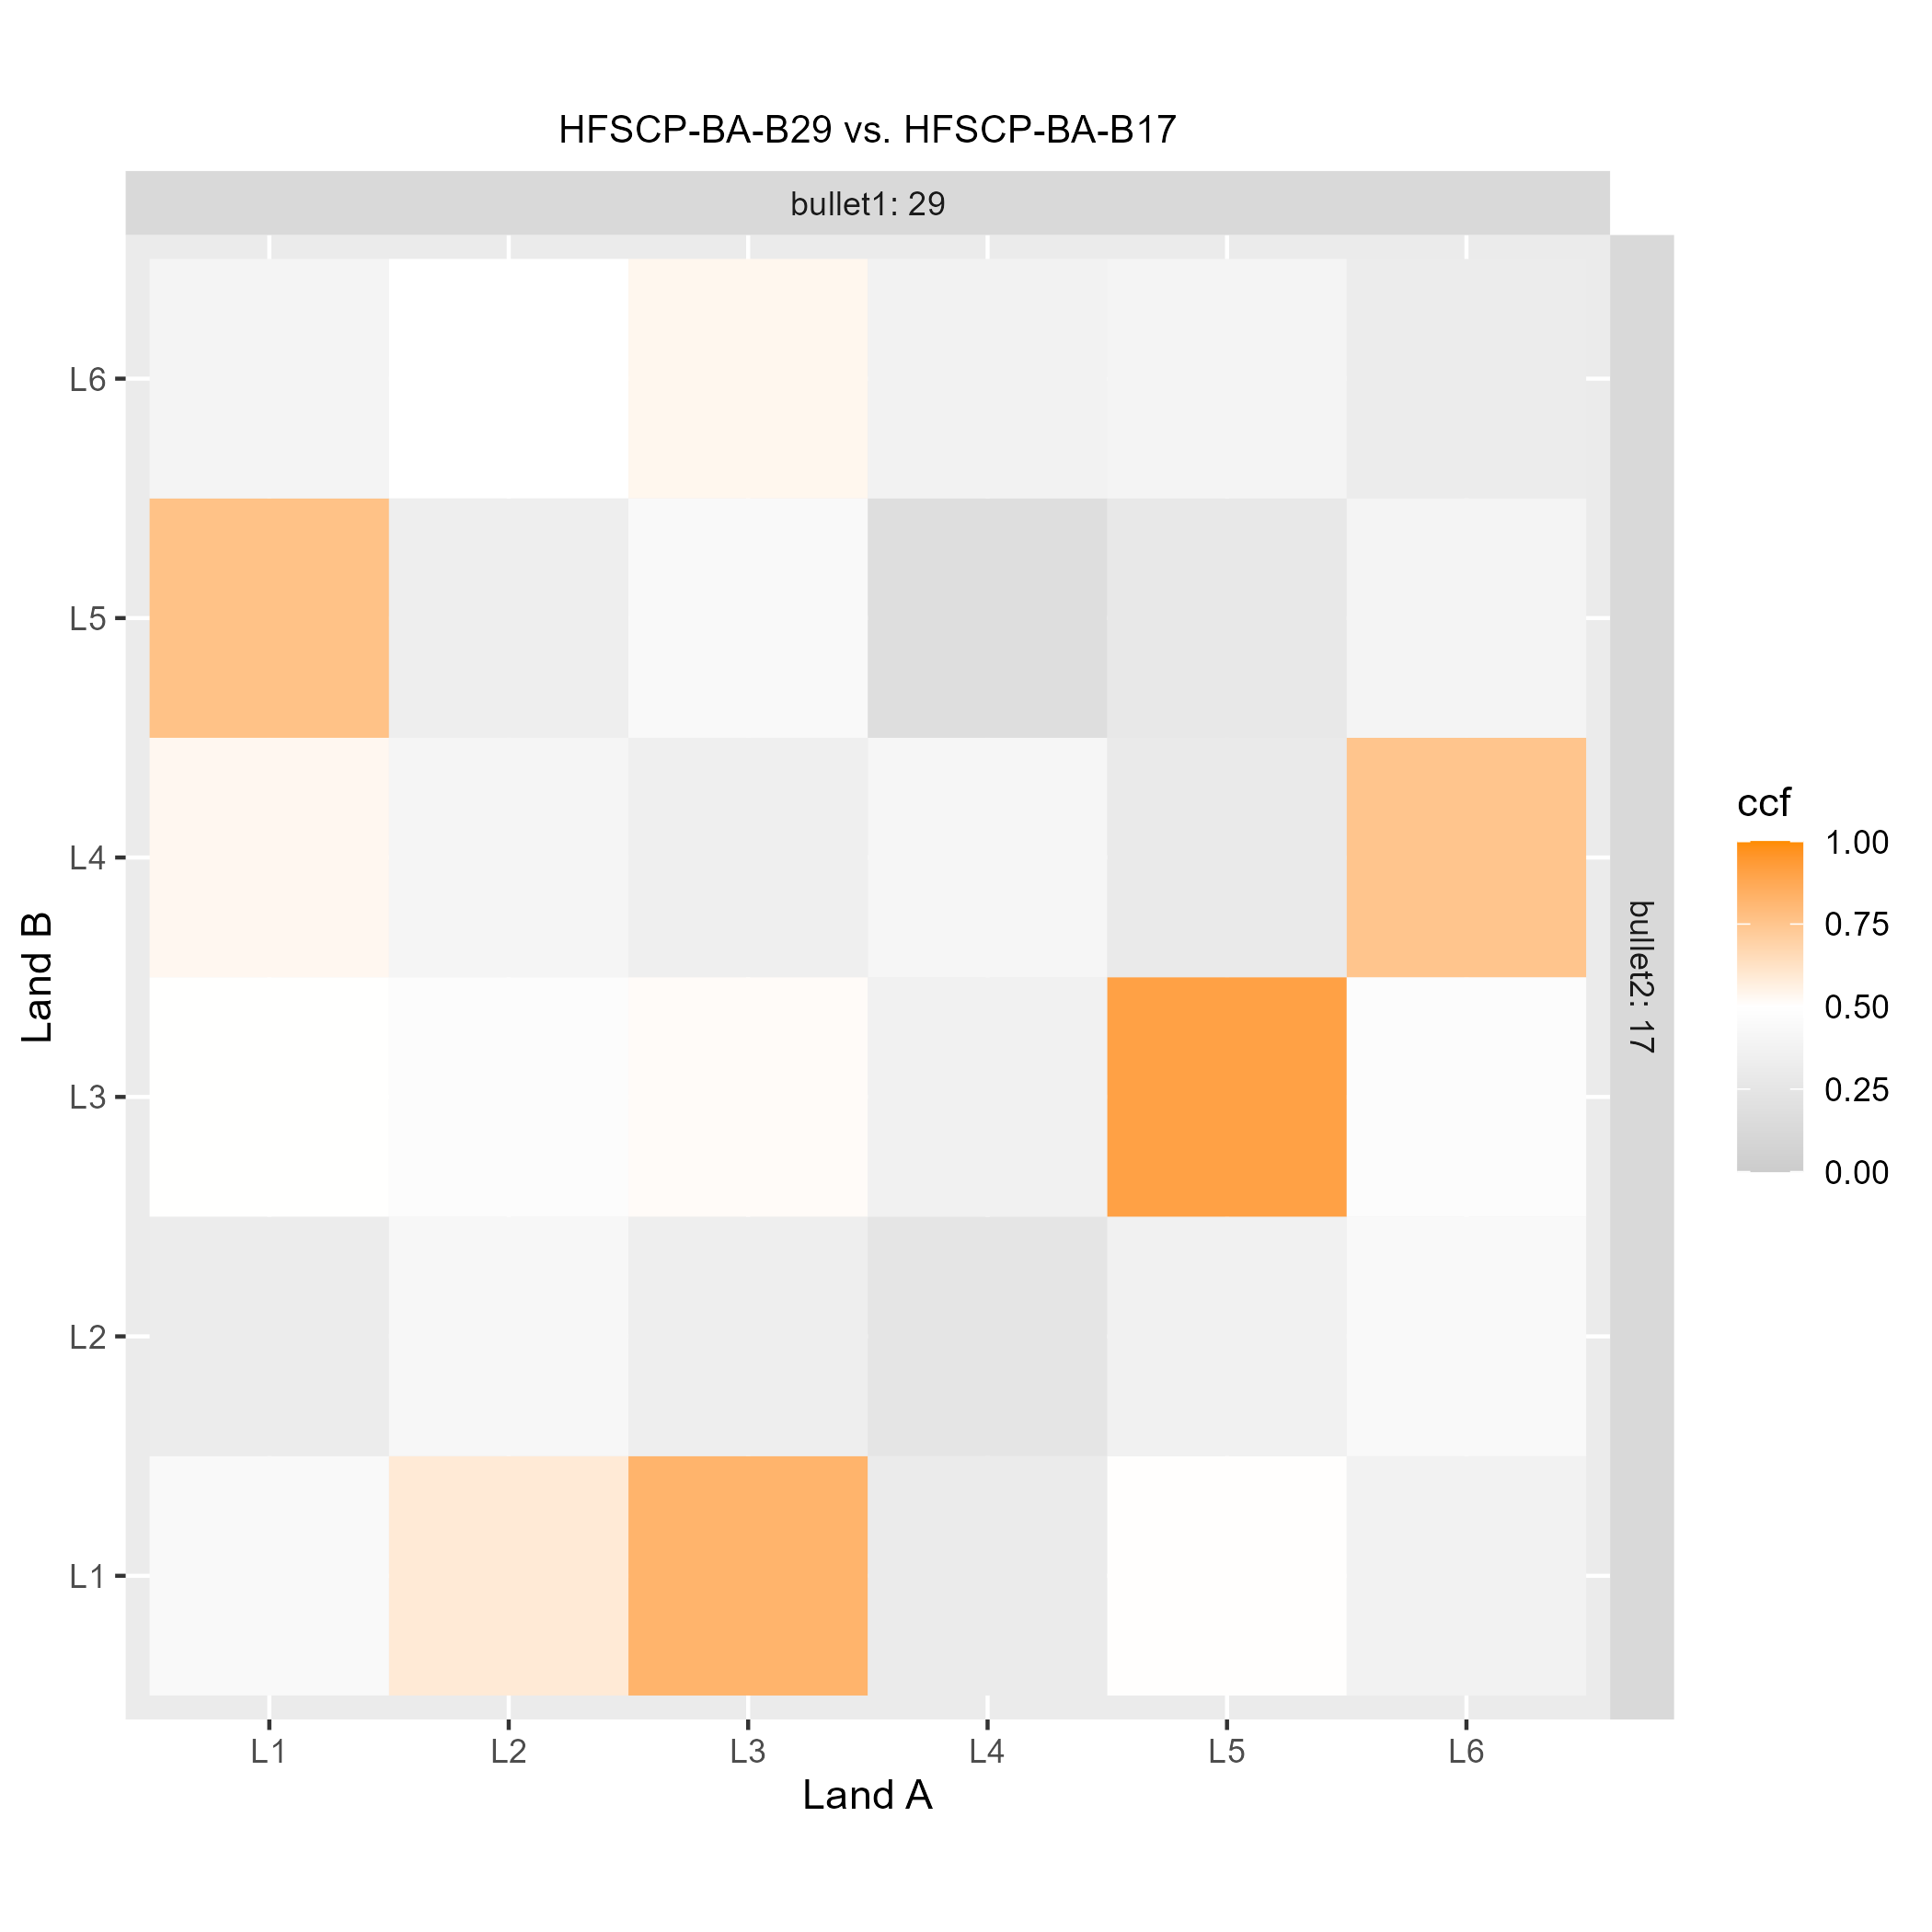 HFSCP-BA-B29 vs. HFSCP-BA-B17
bullet1: 29
L6
L5
L4
L3
L2
L1
Land B
bullet2: 17
ccf
1.00
0.75
0.50
0.25
0.00
L1 L2 L3 L4 L5 L6
Land A